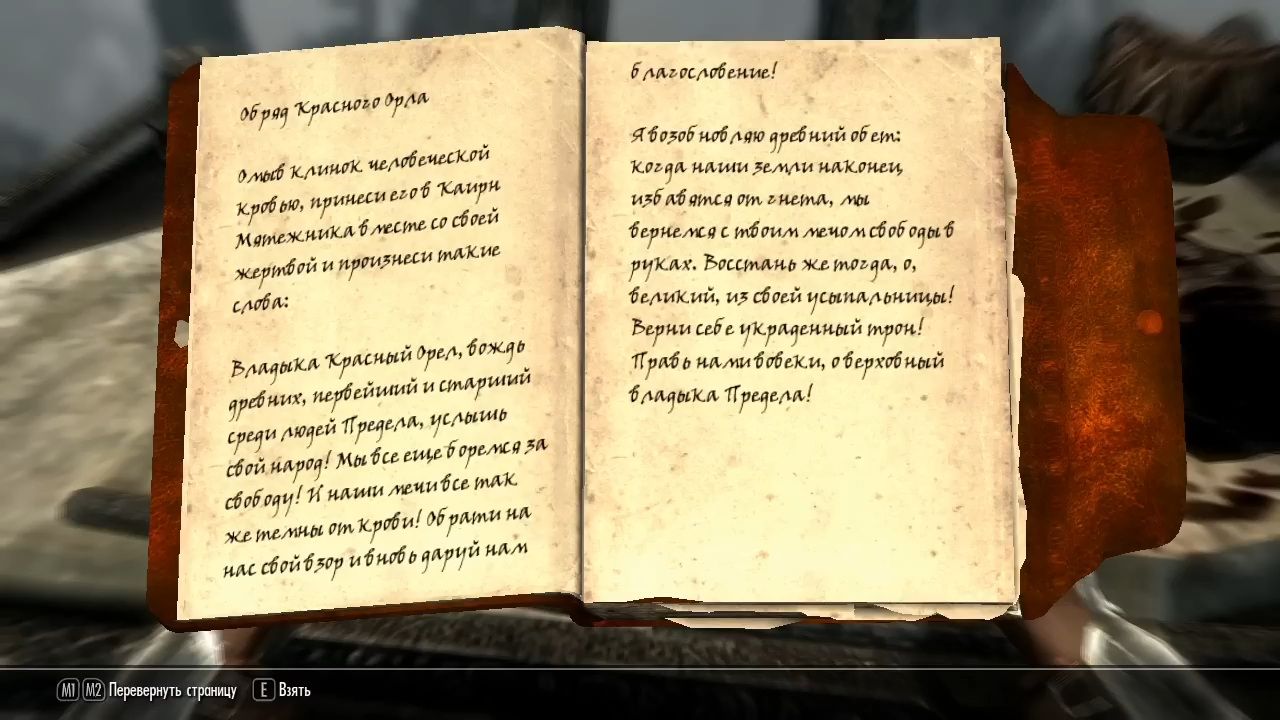 Обряд Красного Орла
Омыв клинок человеческой
кровью, принеси его в Каирн
Мятежника вместе со своей
жертвой и произнеси такие
слова:
Владыка Красный Орел, вождь
древних, первейший и старший
среди людей Предела, услышь
свой народ! Мы все еще боремся за
свободу! И наши мечи все так
же темны от крови! Обрати на
нас свой взор и вновь даруй нам
благословение!
Я возобновляю древний обет:
когда наши земли наконец
избавятся от гнета, мы
вернемся с твоим мечом свободы в
руках. Восстань же тогда, о,
великий, из своей усыпальницы!
Верни себе украденный трон!
Правь нами вовеки, о верховный
владыка Предела!
M1 M2 Перевернуть страницу E Взять